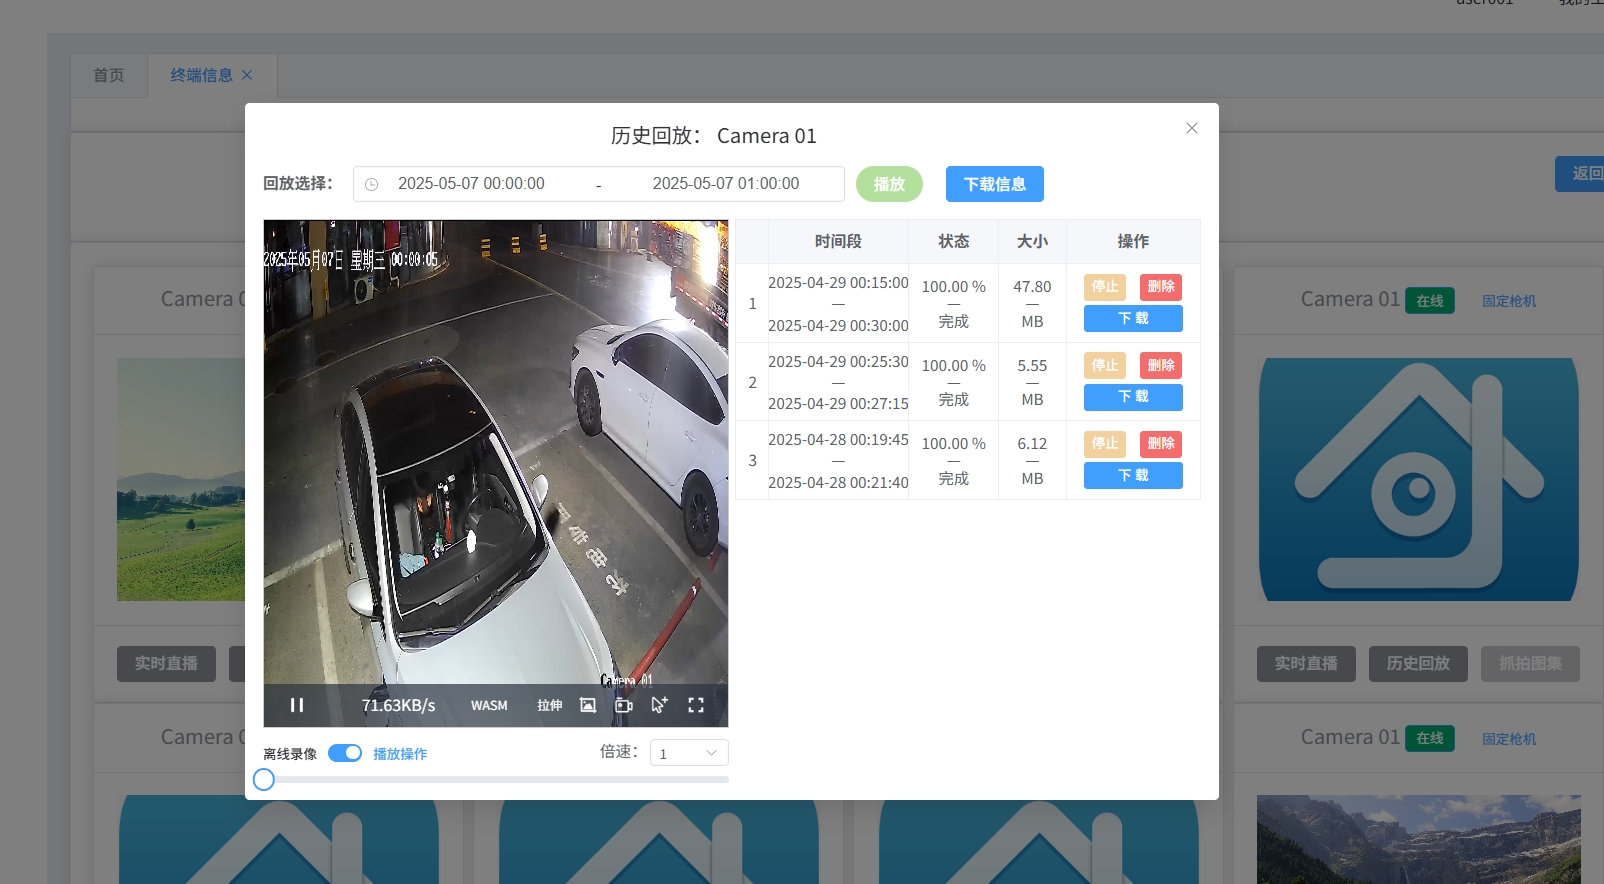 首页
终端信息
历史回放： Camera 01
回放选择：
2025-05-07 00:00:00 - 2025-05-07 01:00:00
播放
下载信息
返回
2025年05月07日 星期三 00:00:05
Camera 01
71.63KB/s
WASM
拉伸
离线录像
播放操作
倍速：
1
时间段 状态 大小 操作
1
2025-04-29 00:15:00
—
2025-04-29 00:30:00
100.00 %
—
完成
47.80
—
MB
停止 删除
下 载
2
2025-04-29 00:25:30
—
2025-04-29 00:27:15
100.00 %
—
完成
5.55
—
MB
停止 删除
下 载
3
2025-04-28 00:19:45
—
2025-04-28 00:21:40
100.00 %
—
完成
6.12
—
MB
停止 删除
下 载
Camera
实时直播
Camera
Camera 01 在线 固定枪机
实时直播 历史回放 抓拍图集
Camera 01 在线 固定枪机